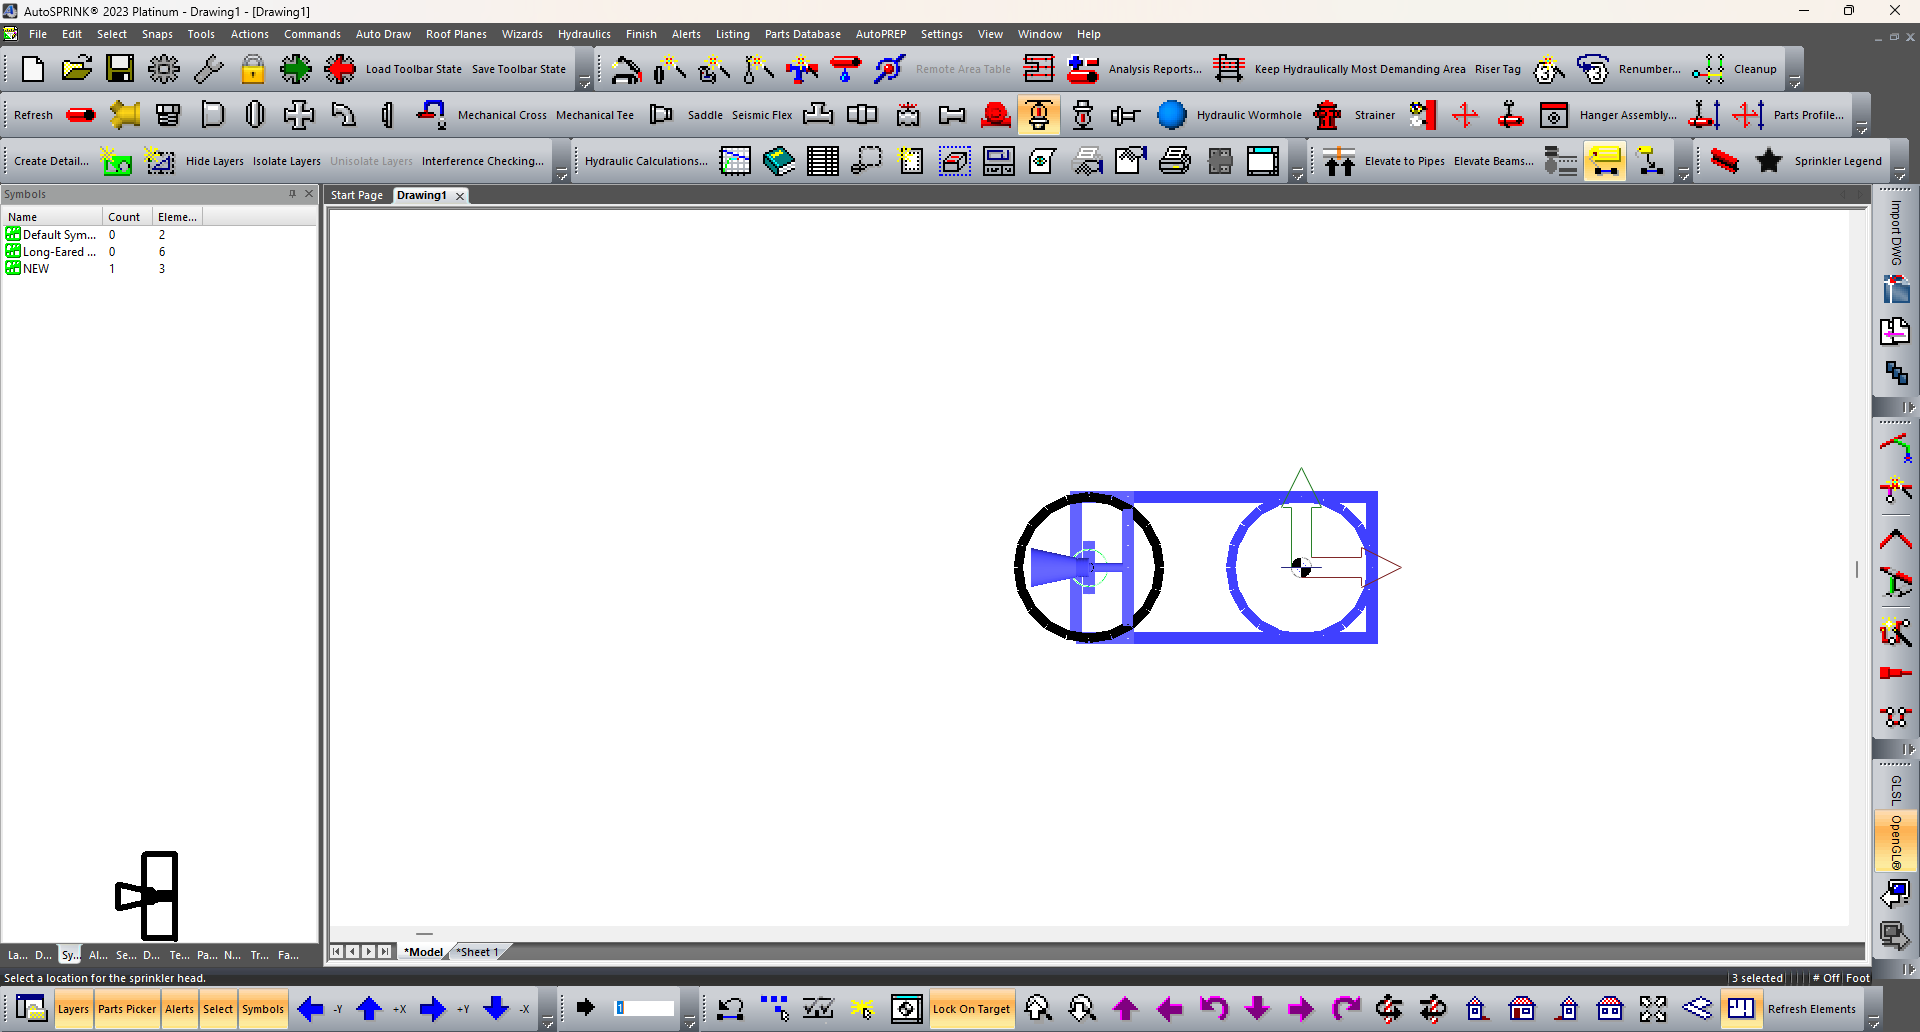 AutoSPRINK® 2023 Platinum - Drawing1 - [Drawing1]
File Edit Select Snaps Tools Actions Commands Auto Draw Roof Planes Wizards Hydraulics Finish Alerts Listing Parts Database AutoPREP Settings View Window Help
Load Toolbar State Save Toolbar State Remote Area Table Analysis Reports... Keep Hydraulically Most Demanding Area Riser Tag Renumber... Cleanup
Refresh Mechanical Cross Mechanical Tee Saddle Seismic Flex Hydraulic Wormhole Strainer Hanger Assembly... Parts Profile...
Create Detail... Hide Layers Isolate Layers Unisolate Layers Interference Checking... Hydraulic Calculations... Elevate to Pipes Elevate Beams... Sprinkler Legend
Symbols
Start Page Drawing1
Name Count Eleme...
Default Sym... 0 2
Long-Eared ... 0 6
NEW 1 3
Import DWG
GLSL
OpenGL®
La... D... Sy... Al... Se... D... Te... Pa... N... Tr... Fa...
*Model *Sheet 1
Select a location for the sprinkler head.
3 selected # Off Foot
Layers Parts Picker Alerts Select Symbols -Y +X +Y -X 1 Lock On Target Refresh Elements